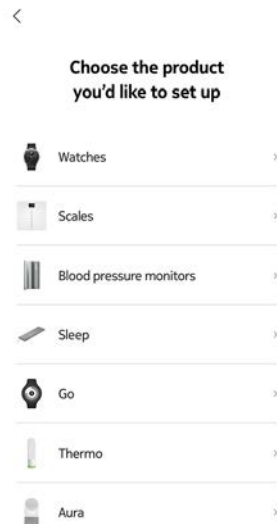 Choose the product
you'd like to set up
Watches
Scales
Blood pressure monitors
Sleep
Go
Thermo
Aura